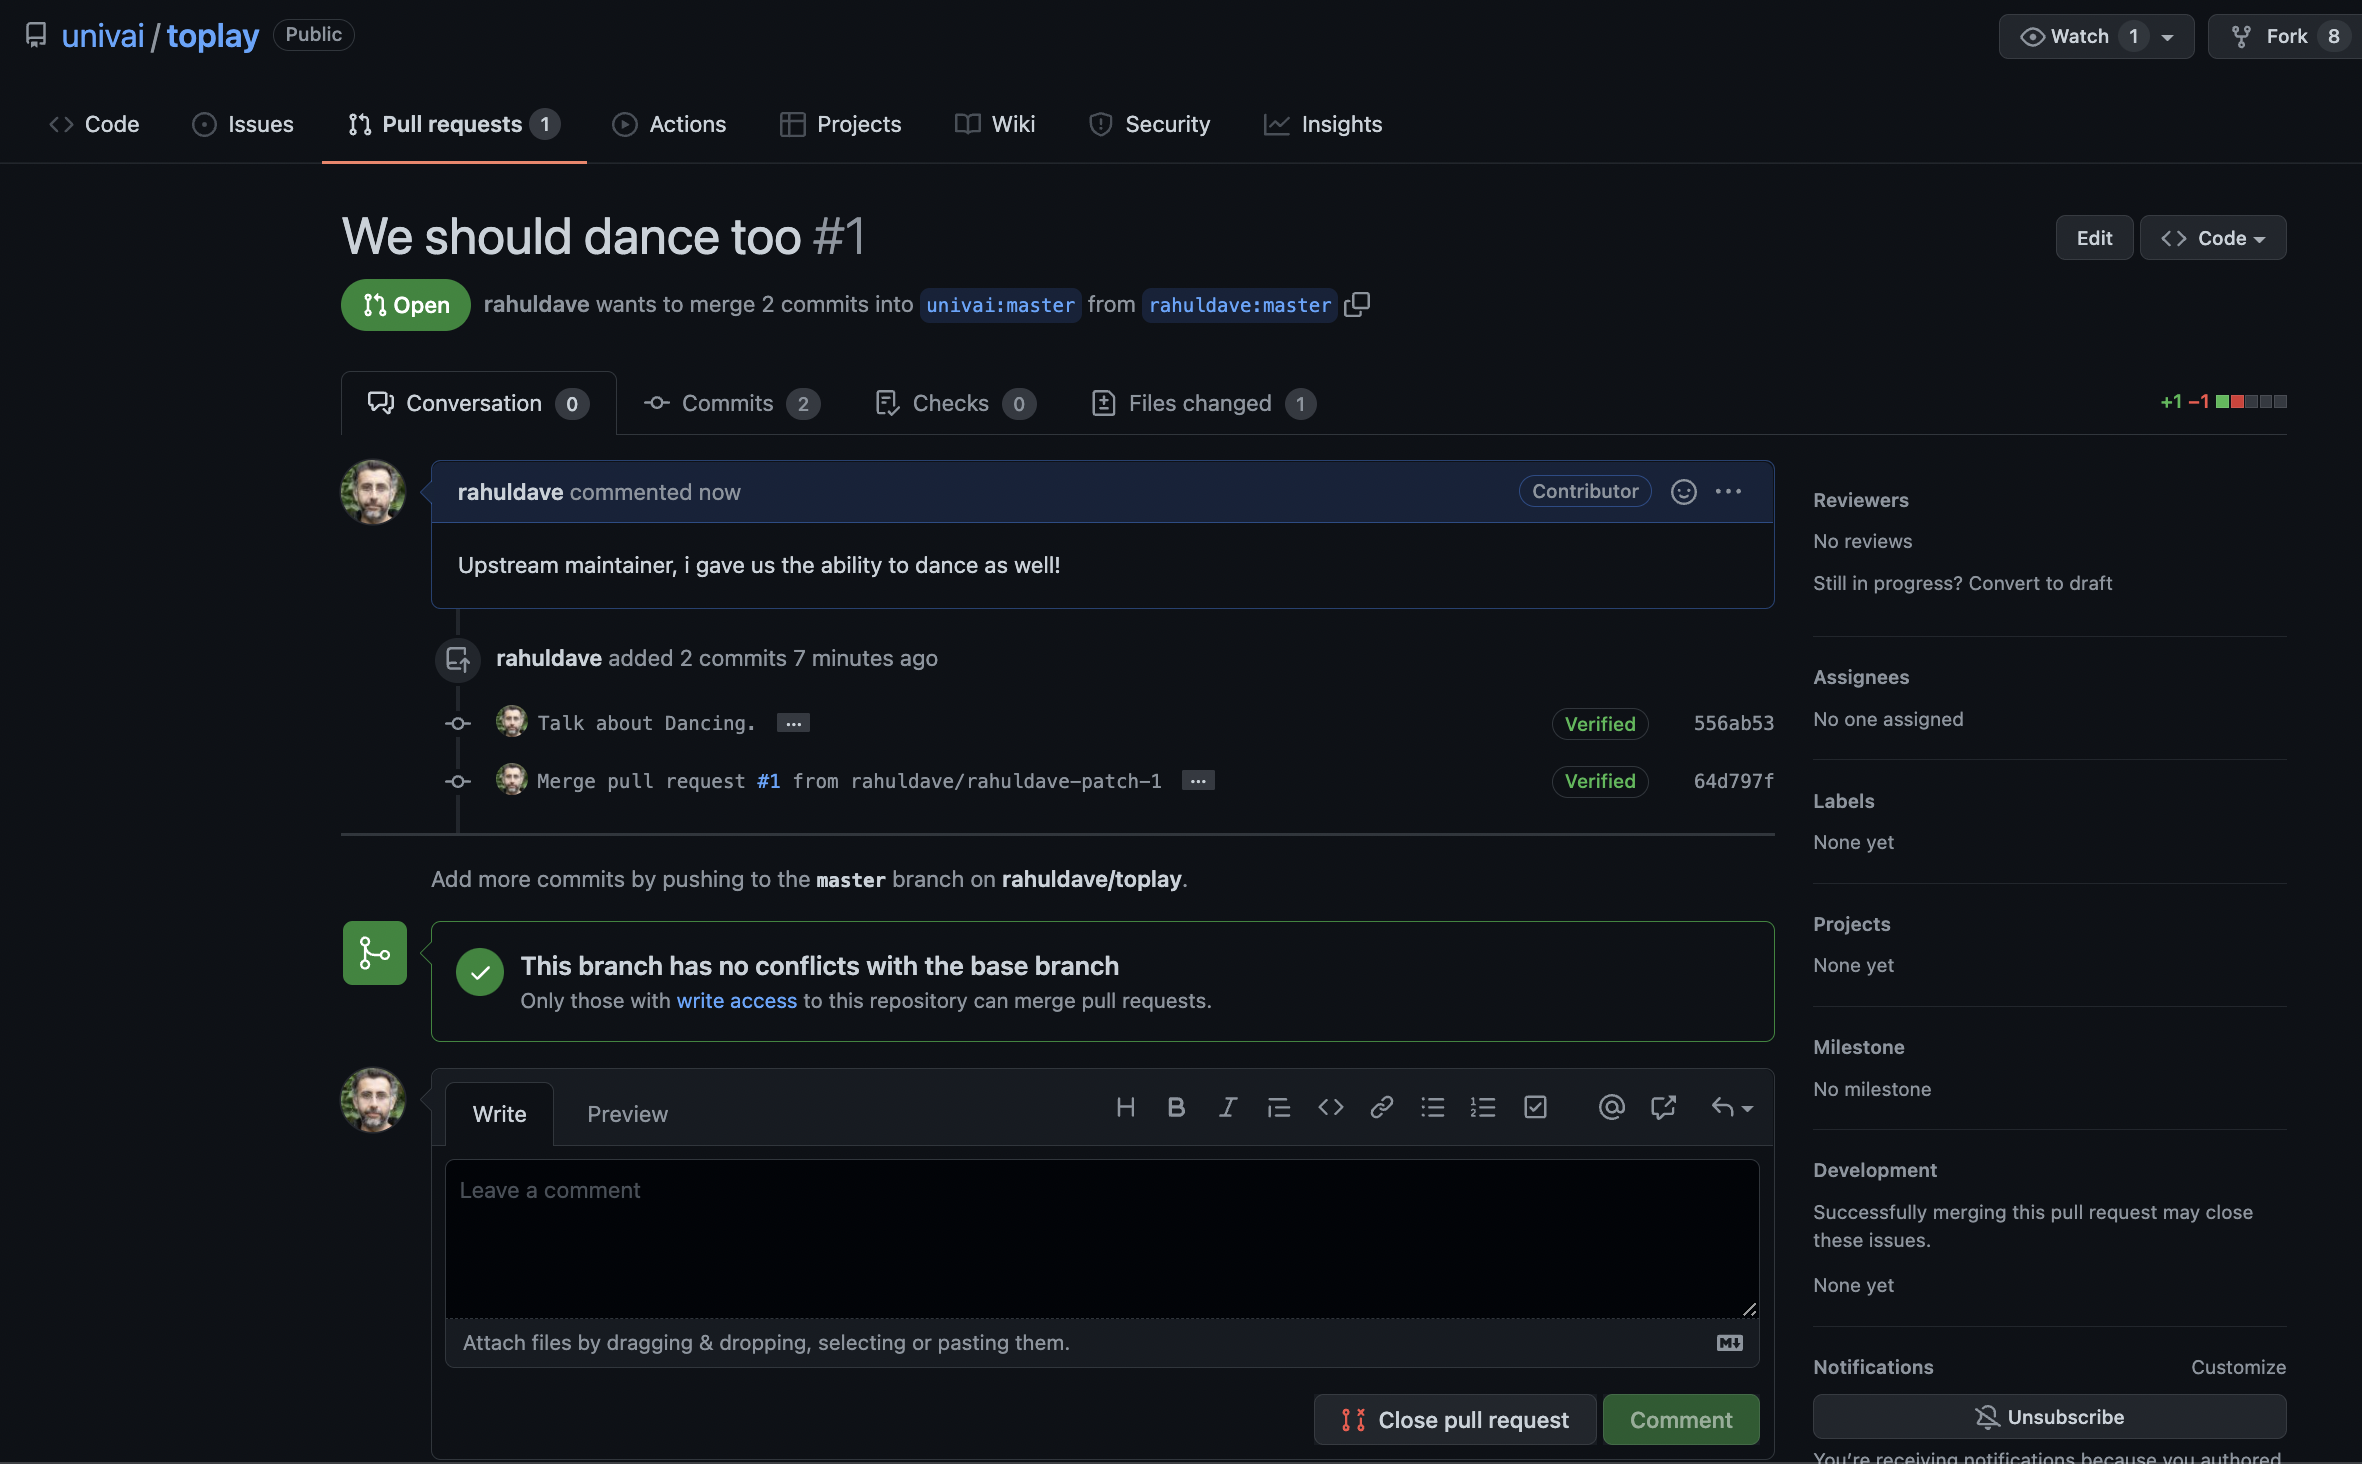 univai / toplay Public Watch 1 Fork 8
Code Issues Pull requests 1 Actions Projects Wiki Security Insights
We should dance too #1 Edit Code
Open rahuldave wants to merge 2 commits into univai:master from rahuldave:master
Conversation 0 Commits 2 Checks 0 Files changed 1 +1 −1
rahuldave commented now Contributor
Upstream maintainer, i gave us the ability to dance as well!
rahuldave added 2 commits 7 minutes ago
Talk about Dancing. ... Verified 556ab53
Merge pull request #1 from rahuldave/rahuldave-patch-1 ... Verified 64d797f
Add more commits by pushing to the master branch on rahuldave/toplay.
This branch has no conflicts with the base branch
Only those with write access to this repository can merge pull requests.
Write Preview
Leave a comment
Attach files by dragging & dropping, selecting or pasting them.
Close pull request Comment
Reviewers
No reviews
Still in progress? Convert to draft
Assignees
No one assigned
Labels
None yet
Projects
None yet
Milestone
No milestone
Development
Successfully merging this pull request may close
these issues.
None yet
Notifications Customize
Unsubscribe
You're receiving notifications because you authored